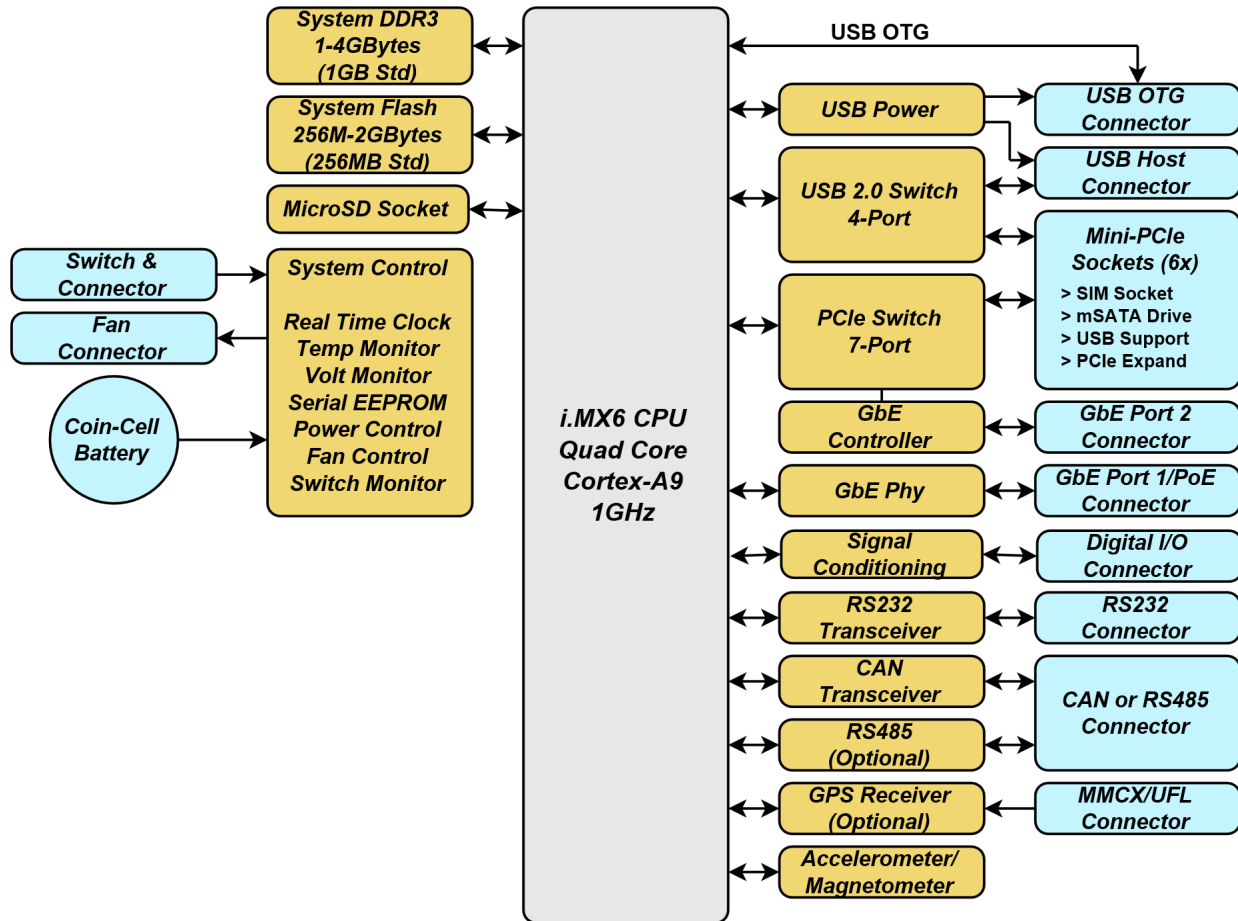 System DDR3
1-4GBytes
(1GB Std)
System Flash
256M-2GBytes
(256MB Std)
MicroSD Socket
Switch &
Connector
Fan
Connector
Coin-Cell
Battery
System Control
Real Time Clock
Temp Monitor
Volt Monitor
Serial EEPROM
Power Control
Fan Control
Switch Monitor
i.MX6 CPU
Quad Core
Cortex-A9
1GHz
USB OTG
USB Power
USB OTG
Connector
USB Host
Connector
USB 2.0 Switch
4-Port
Mini-PCIe
Sockets (6x)
> SIM Socket
> mSATA Drive
> USB Support
> PCIe Expand
PCIe Switch
7-Port
GbE
Controller
GbE Port 2
Connector
GbE Phy
GbE Port 1/PoE
Connector
Signal
Conditioning
Digital I/O
Connector
RS232
Transceiver
RS232
Connector
CAN
Transceiver
CAN or RS485
Connector
RS485
(Optional)
GPS Receiver
(Optional)
MMCX/UFL
Connector
Accelerometer/
Magnetometer